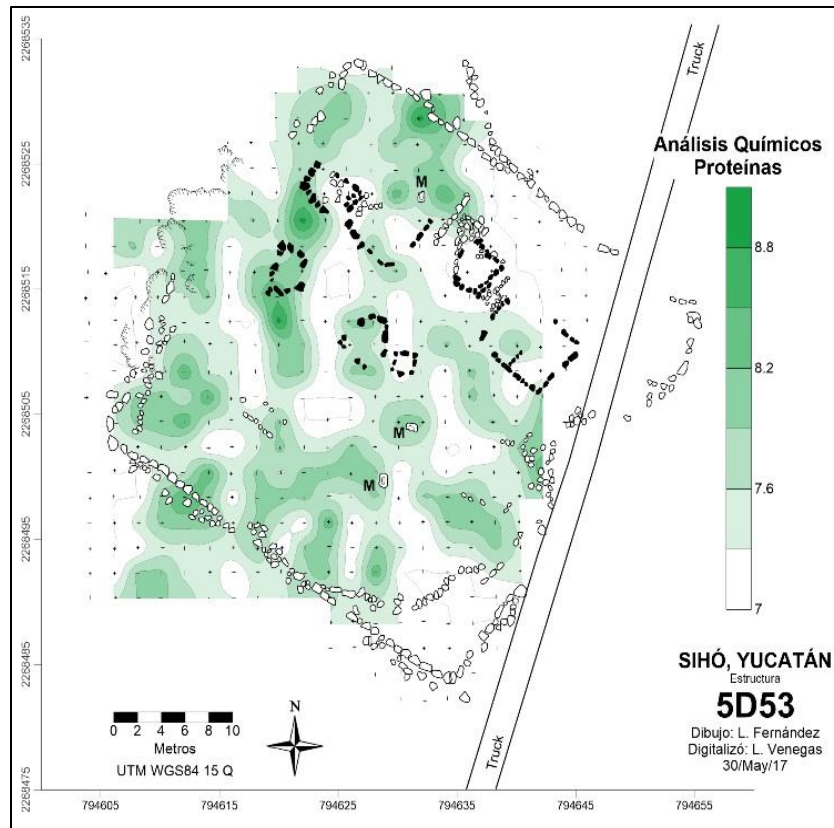 2268535
2268525
2268515
2268505
2268495
2268485
2268475
794605
794615
794625
794635
794645
794655
Truck
M
M
M
Truck
Análisis Químicos
Proteínas
8.8
8.2
7.6
7
N
0 2 4 6 8 10
Metros
UTM WGS84 15 Q
SIHÓ, YUCATÁN
Estructura
5D53
Dibujo: L. Fernández
Digitalizó: L. Venegas
30/May/17